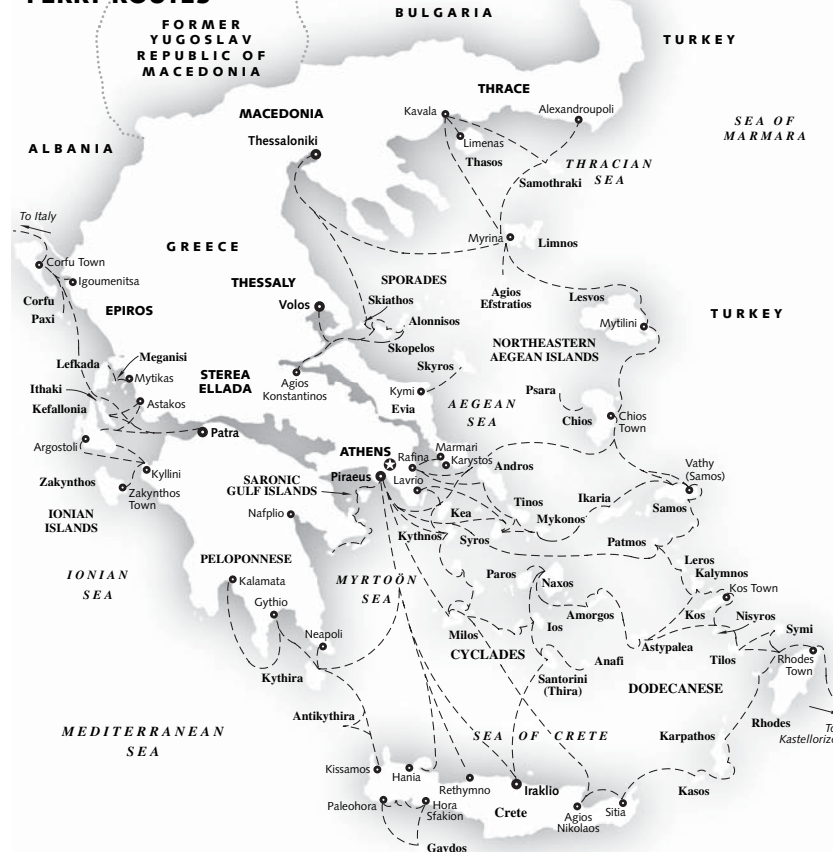 FERRY ROUTES
BULGARIA
FORMER
YUGOSLAV
REPUBLIC OF
MACEDONIA
TURKEY
THRACE
MACEDONIA
Kavala
Alexandroupoli
SEA OF
MARMARA
Limenas
ALBANIA
Thessaloniki
Thasos
THRACIAN
SEA
Samothraki
To Italy
Myrina
Limnos
GREECE
Corfu Town
Igoumenitsa
THESSALY
SPORADES
Corfu
Skiathos
Agios
Efstratios
Lesvos
Paxi
EPIROS
Volos
Alonnisos
TURKEY
Mytilini
Skopelos
NORTHEASTERN
AEGEAN ISLANDS
Meganisi
Lefkada
Mytikas
STEREA
ELLADA
Skyros
Ithaki
Agios
Konstantinos
Kymi
Psara
Kefallonia
Astakos
Evia
AEGEAN
SEA
Chios
Chios
Town
Patra
Argostoli
ATHENS
Marmari
Rafina
Karystos
Andros
Vathy
(Samos)
Kyllini
Piraeus
Lavrio
Zakynthos
SARONIC
GULF ISLANDS
Zakynthos
Town
Tinos
Ikaria
Samos
IONIAN
ISLANDS
Nafplio
Kea
Mykonos
Kythnos
Syros
Patmos
PELOPONNESE
Leros
IONIAN
SEA
Kalamata
MYRTOÖN
SEA
Paros
Naxos
Kalymnos
Kos Town
Gythio
Amorgos
Kos
Nisyros
Symi
Neapoli
Milos
Ios
Astypalea
CYCLADES
Anafi
Tilos
Rhodes
Town
Kythira
Santorini
(Thira)
DODECANESE
Antikythira
Rhodes
MEDITERRANEAN
SEA
SEA OF CRETE
Karpathos
To
Kastellorizo
Kissamos
Hania
Rethymno
Iraklio
Kasos
Paleohora
Hora
Sfakion
Crete
Agios
Nikolaos
Sitia
Gavdos